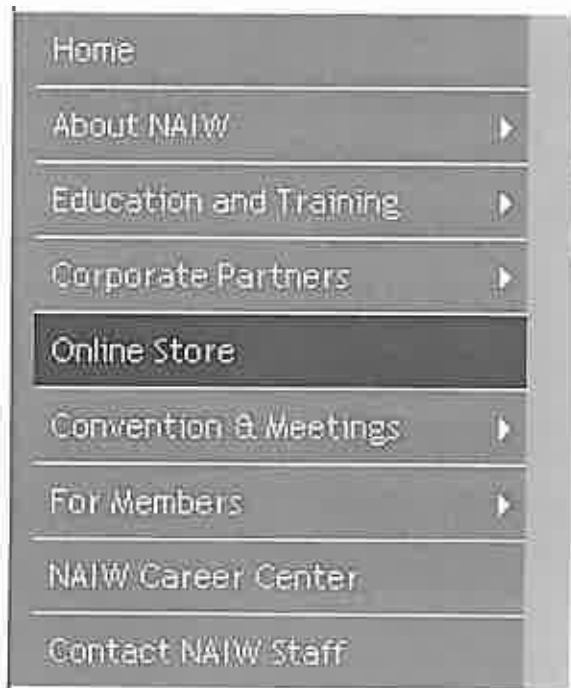 Home
About NAIW
Education and Training
Corporate Partners
Online Store
Convention & Meetings
For Members
NAIW Career Center
Contact NAIW Staff